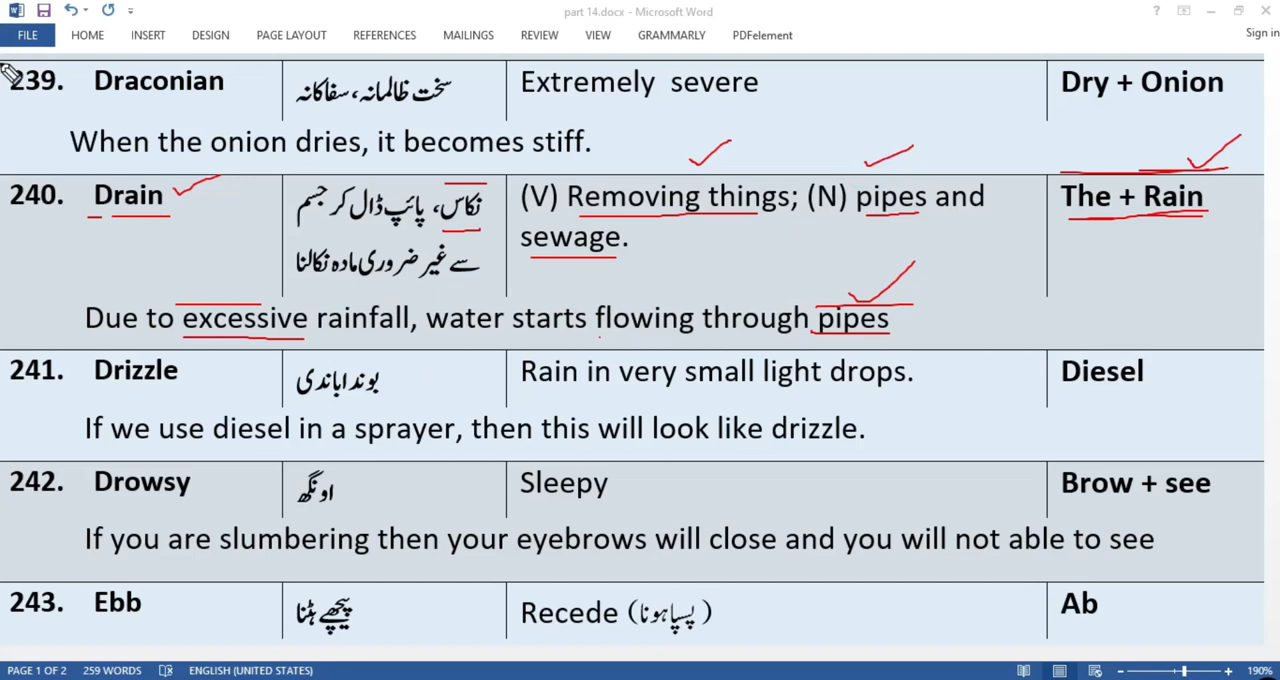 part 14.docx - Microsoft Word
Sign in
FILE HOME INSERT DESIGN PAGE LAYOUT REFERENCES MAILINGS REVIEW VIEW GRAMMARLY PDFelement
239. Draconian سخت ظالمانہ، سفاکانہ Extremely severe Dry + Onion
When the onion dries, it becomes stiff.
240. Drain نکاس، پائپ ڈال کر جسم (V) Removing things; (N) pipes and The + Rain
سے غیر ضروری مادہ نکالنا sewage.
Due to excessive rainfall, water starts flowing through pipes
241. Drizzle بوندا باندی Rain in very small light drops. Diesel
If we use diesel in a sprayer, then this will look like drizzle.
242. Drowsy اونگھ Sleepy Brow + see
If you are slumbering then your eyebrows will close and you will not able to see
243. Ebb پیچھے ہٹنا Recede (پسپا ہونا) Ab
PAGE 1 OF 2 259 WORDS ENGLISH (UNITED STATES) 190%